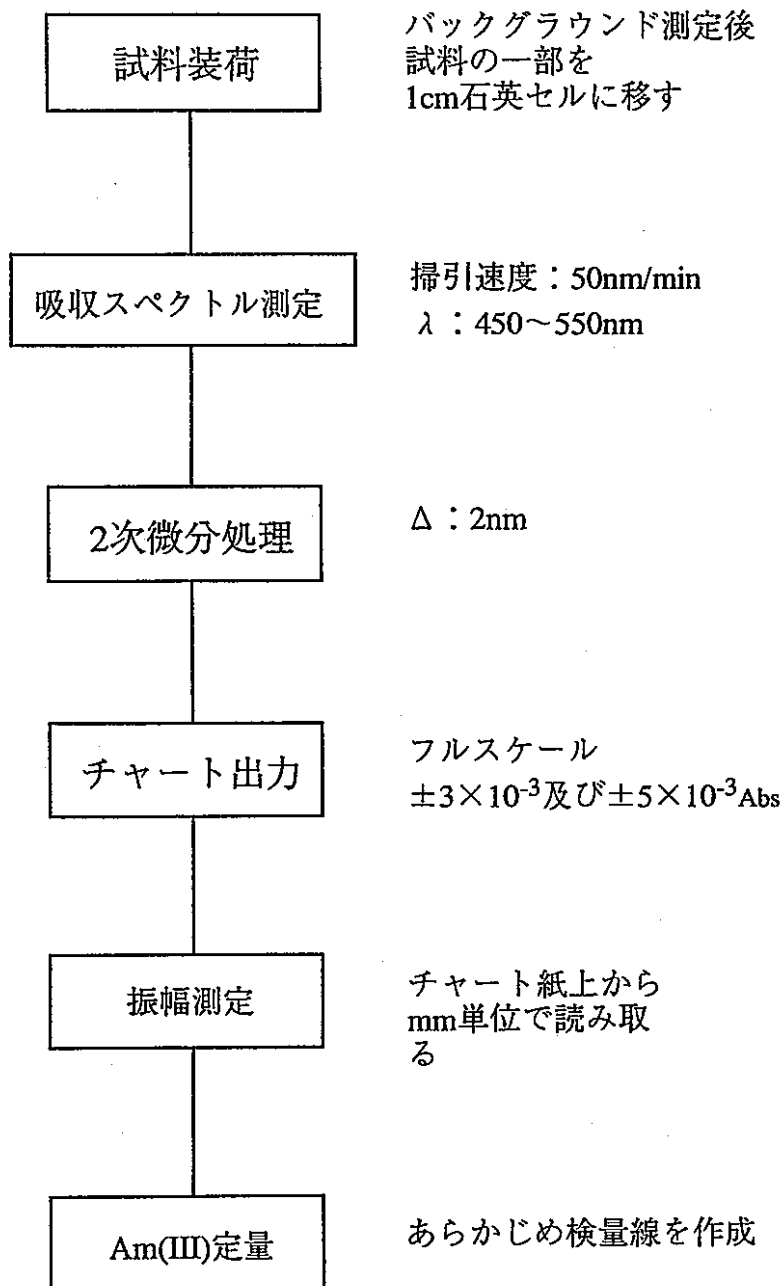 試料装荷
バックグラウンド測定後
試料の一部を
1cm石英セルに移す
吸収スペクトル測定
掃引速度：50nm/min
λ：450〜550nm
2次微分処理
Δ：2nm
チャート出力
フルスケール
±3×10⁻³及び±5×10⁻³Abs
振幅測定
チャート紙上から
mm単位で読み取
る
Am(III)定量
あらかじめ検量線を作成